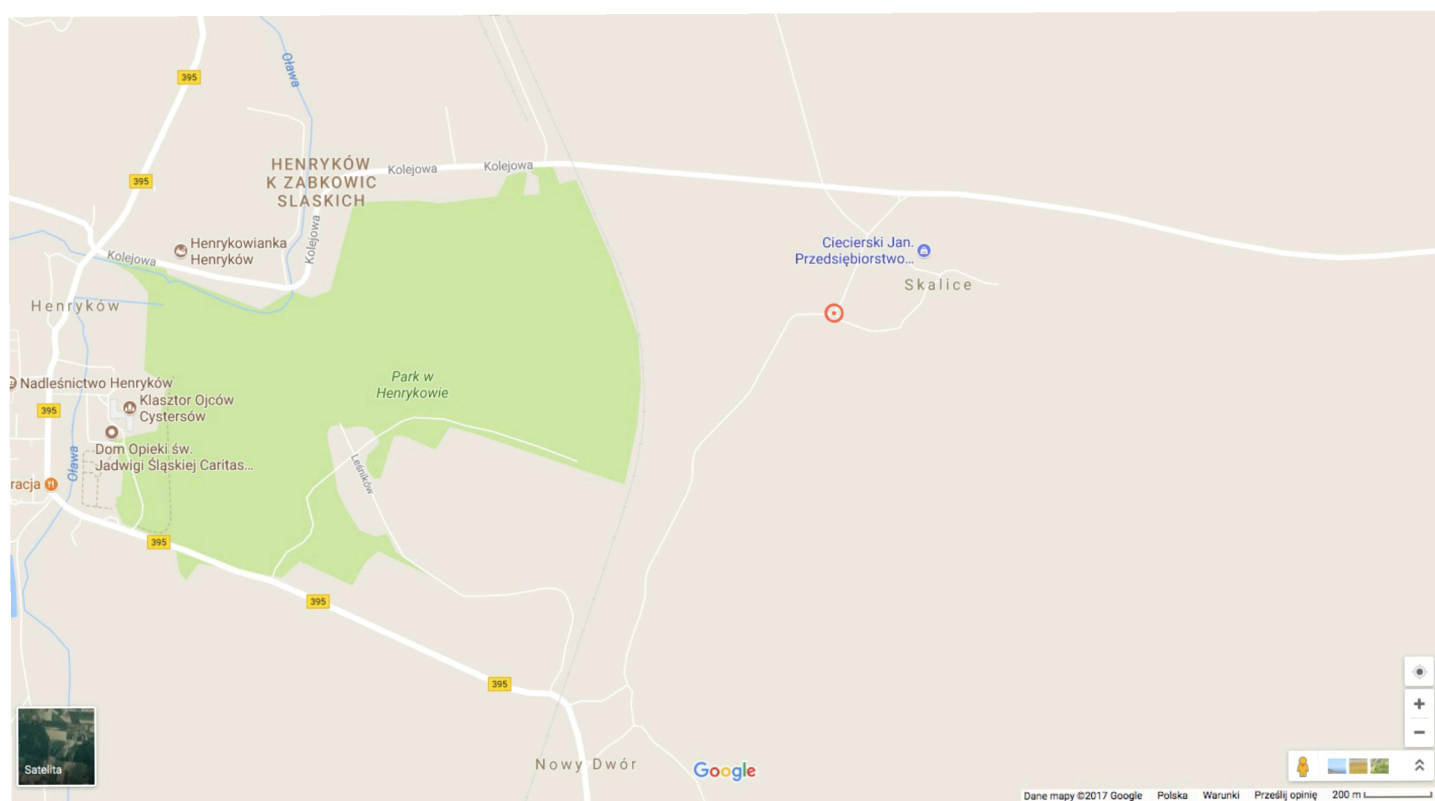 395
Oława
HENRYKÓW
K ZABKOWIC
SLASKICH
Kolejowa
Kolejowa
395
Kolejowa
Henrykowianka
Henryków
Kolejowa
Ciecierski Jan.
Przedsiębiorstwo...
Skalice
Henryków
Park w
Henrykowie
Nadleśnictwo Henryków
Klasztor Ojców
Cystersów
395
Dom Opieki św.
Jadwigi Śląskiej Caritas...
Oława
Leśników
racja
395
395
395
Nowy Dwór
Google
Satelita
Dane mapy ©2017 Google Polska Warunki Prześlij opinię 200 m